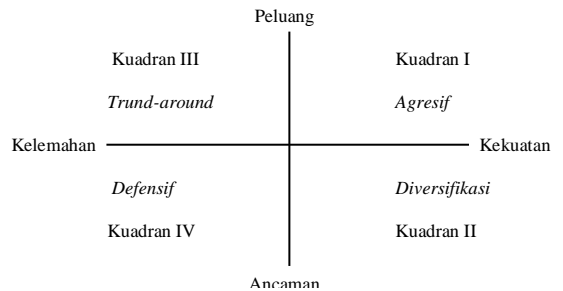 Peluang
Kuadran III
Kuadran I
Trund-around
Agresif
Kelemahan
Kekuatan
Defensif
Diversifikasi
Kuadran IV
Kuadran II
Ancaman